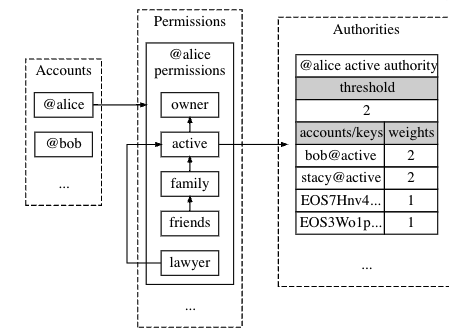 Accounts
@alice
@bob
...
Permissions
@alice
permissions
owner
active
family
friends
lawyer
...
Authorities
@alice active authority
threshold
2
accounts/keys weights
bob@active 2
stacy@active 2
EOS7Hnv4... 1
EOS3Wo1p... 1
...